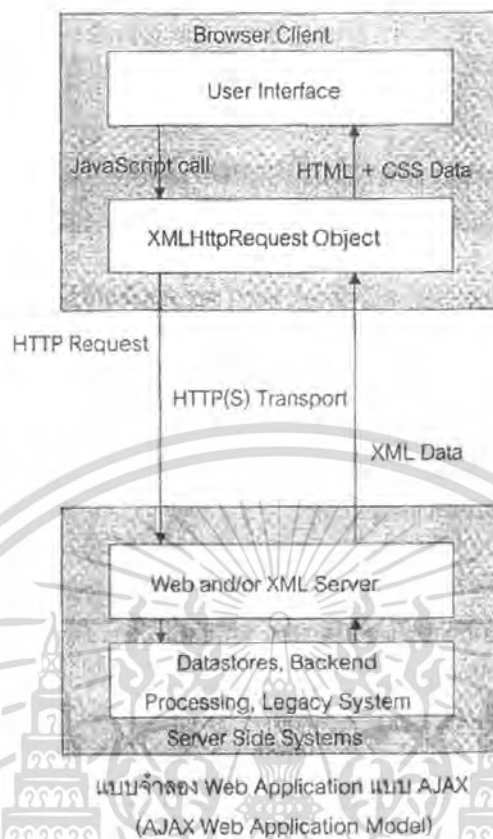 Browser Client
User Interface
JavaScript call
HTML + CSS Data
XMLHttpRequest Object
HTTP Request
HTTP(S) Transport
XML Data
Web and/or XML Server
Datastores, Backend
Processing, Legacy System
Server Side Systems
แบบจำลอง Web Application แบบ AJAX
(AJAX Web Application Model)